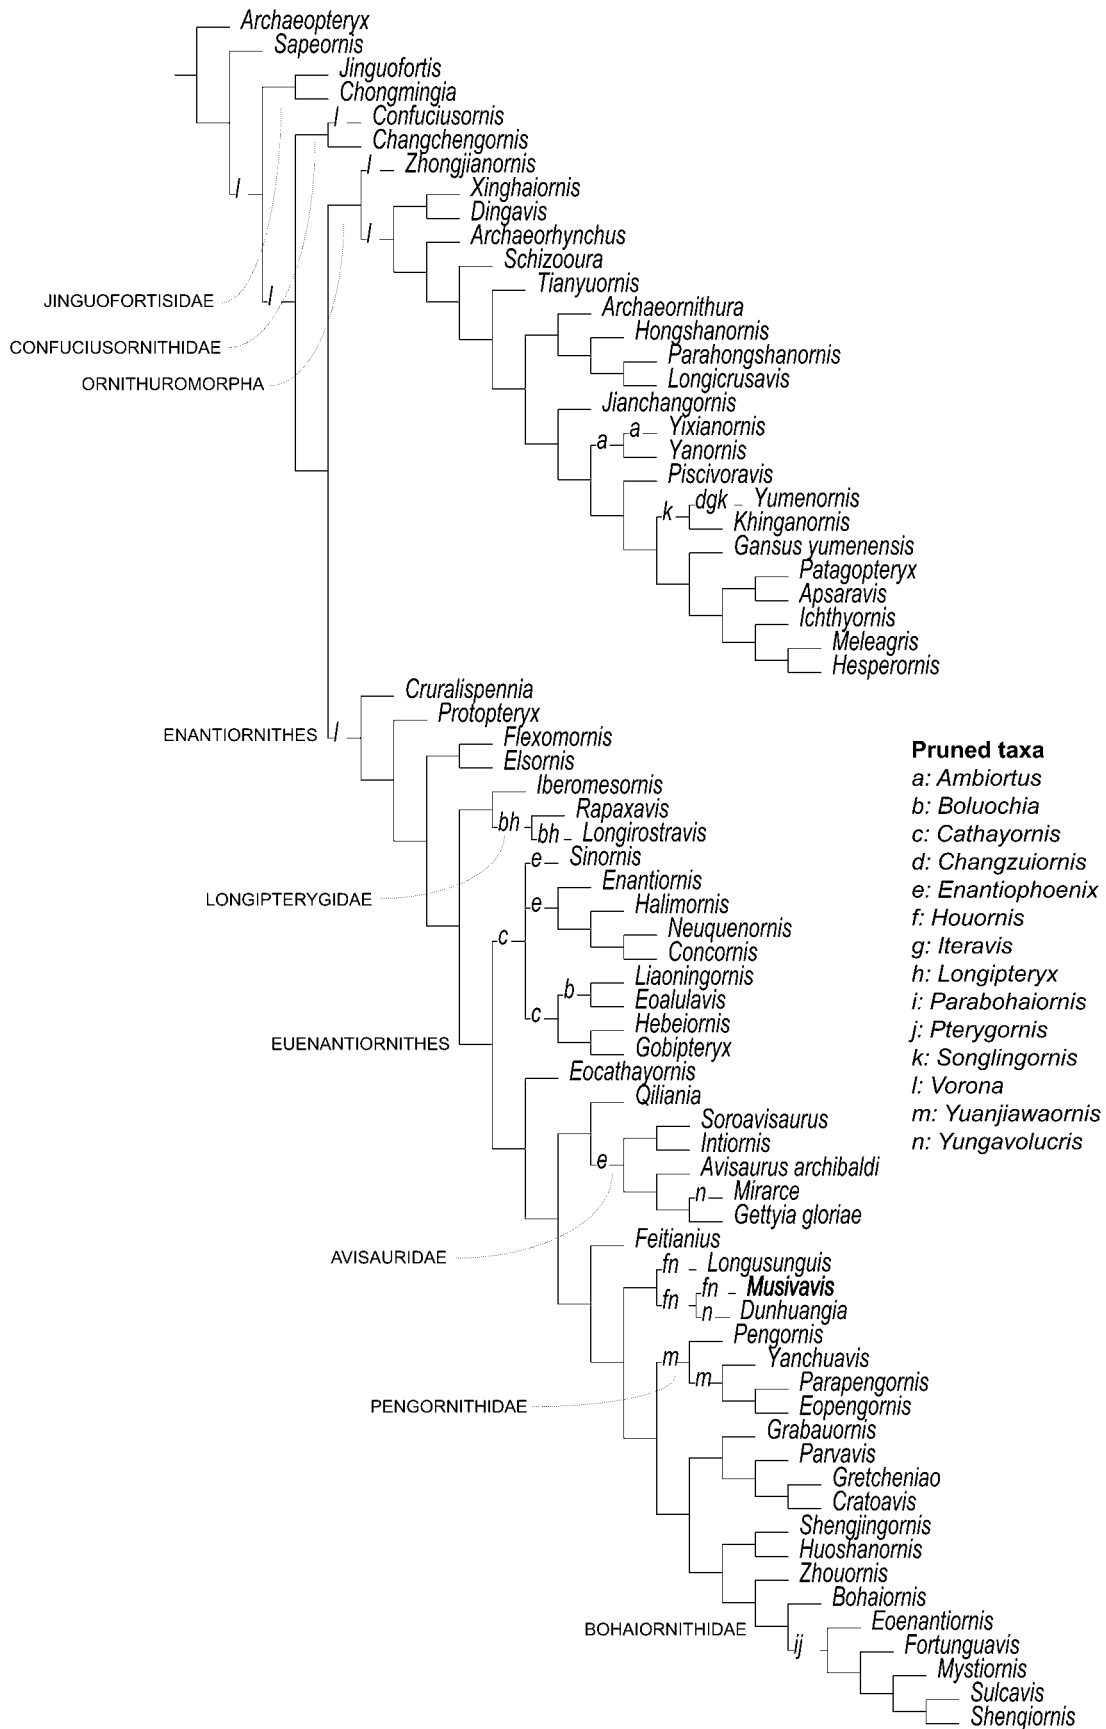 Archaeopteryx
Sapeornis
Jinguofortis
Chongmingia
l Confuciusornis
Changchengornis
l Zhongjianornis
Xinghaiornis
l
Dingavis
l
Archaeorhynchus
Schizooura
Tianyuornis
l
JINGUOFORTISIDAE
Archaeornithura
Hongshanornis
CONFUCIUSORNITHIDAE
Parahongshanornis
Longicrusavis
ORNITHUROMORPHA
Jianchangornis
a Yixianornis
a
Yanornis
Piscivoravis
dgk Yumenornis
k
Khinganornis
Gansus yumenensis
Patagopteryx
Apsaravis
Ichthyornis
Meleagris
Hesperornis
Cruralispennia
Protopteryx
ENANTIORNITHES l
Flexomornis
Elsornis
Iberomesornis
Rapaxavis
bh
bh Longirostravis
e Sinornis
Enantiornis
LONGIPTERYGIDAE
e
Halimornis
Neuquenornis
c
Concornis
Liaoningornis
b
Eoalulavis
c
Hebeiornis
EUENANTIORNITHES
Gobipteryx
Eocathayornis
Qiliania
Soroavisaurus
Intiornis
e
Avisaurus archibaldi
n Mirarce
Gettyia gloriae
Feitianius
AVISAURIDAE
fn Longusunguis
fn Musivavis
fn
n Dunhuangia
Pengornis
m
Yanchuavis
m
Parapengornis
PENGORNITHIDAE
Eopengornis
Grabauornis
Parvavis
Gretcheniao
Cratoavis
Shengjingornis
Huoshanornis
Zhouornis
Bohaiornis
BOHAIORNITHIDAE
Eoenantiornis
ij
Fortunguavis
Mystiornis
Sulcavis
Shenqiornis
Pruned taxa
a: Ambiortus
b: Boluochia
c: Cathayornis
d: Changzuiornis
e: Enantiophoenix
f: Houornis
g: Iteravis
h: Longipteryx
i: Parabohaiornis
j: Pterygornis
k: Songlingornis
l: Vorona
m: Yuanjiawaornis
n: Yungavolucris